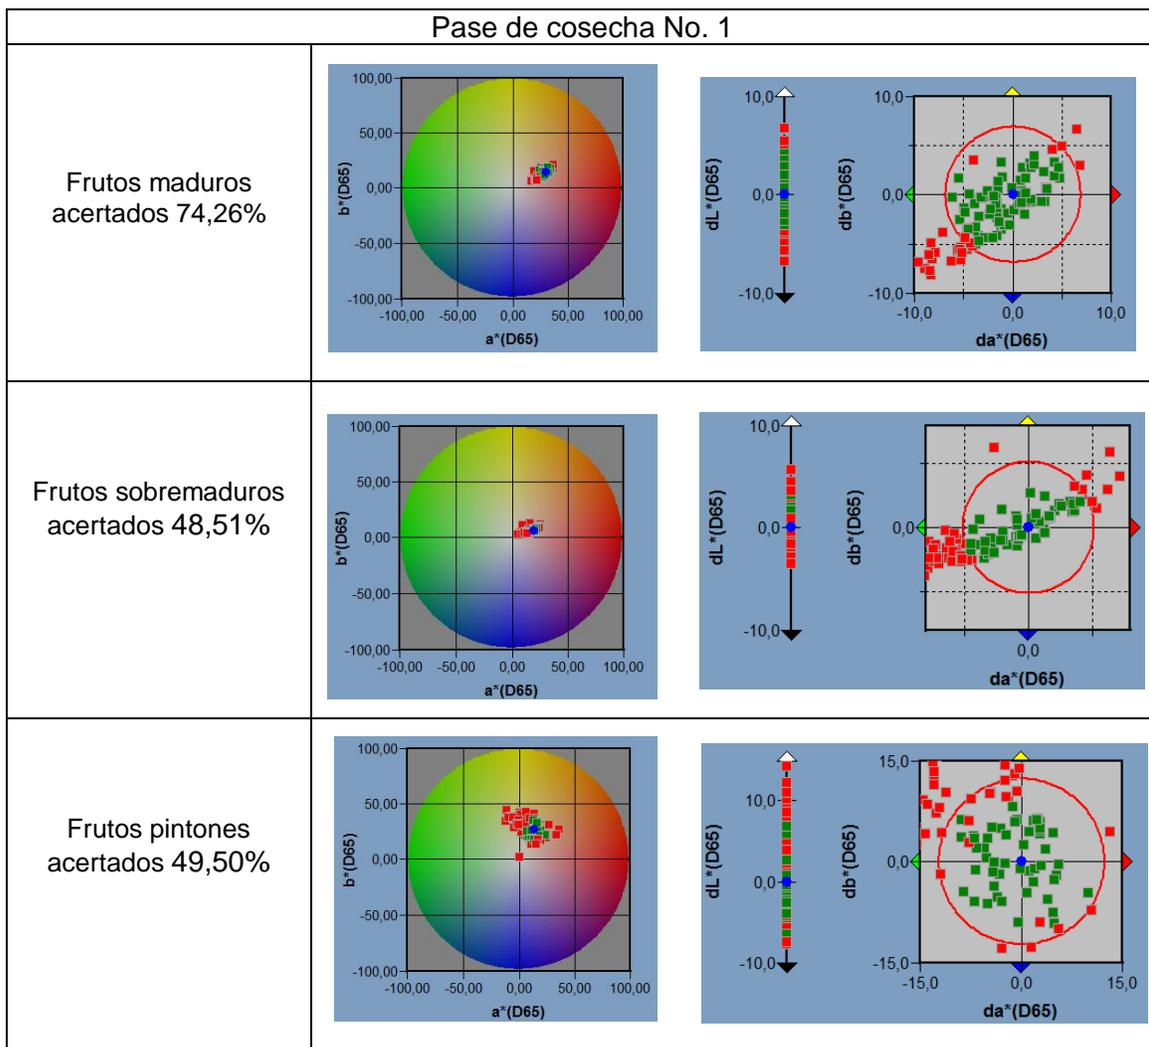 Pase de cosecha No. 1
Frutos maduros
acertados 74,26%
100,00
50,00
0,00
-50,00
-100,00
b*(D65)
-100,00 -50,00 0,00 50,00 100,00
a*(D65)
10,0
0,0
-10,0
dL*(D65)
10,0
0,0
-10,0
db*(D65)
-10,0 0,0 10,0
da*(D65)
Frutos sobremaduros
acertados 48,51%
100,00
50,00
0,00
-50,00
-100,00
b*(D65)
-100,00 -50,00 0,00 50,00 100,00
a*(D65)
10,0
0,0
-10,0
dL*(D65)
0,0
db*(D65)
0,0
da*(D65)
Frutos pintones
acertados 49,50%
100,00
50,00
0,00
-50,00
-100,00
b*(D65)
-100,00 -50,00 0,00 50,00 100,00
a*(D65)
10,0
0,0
-10,0
dL*(D65)
15,0
0,0
-15,0
db*(D65)
-15,0 0,0 15,0
da*(D65)